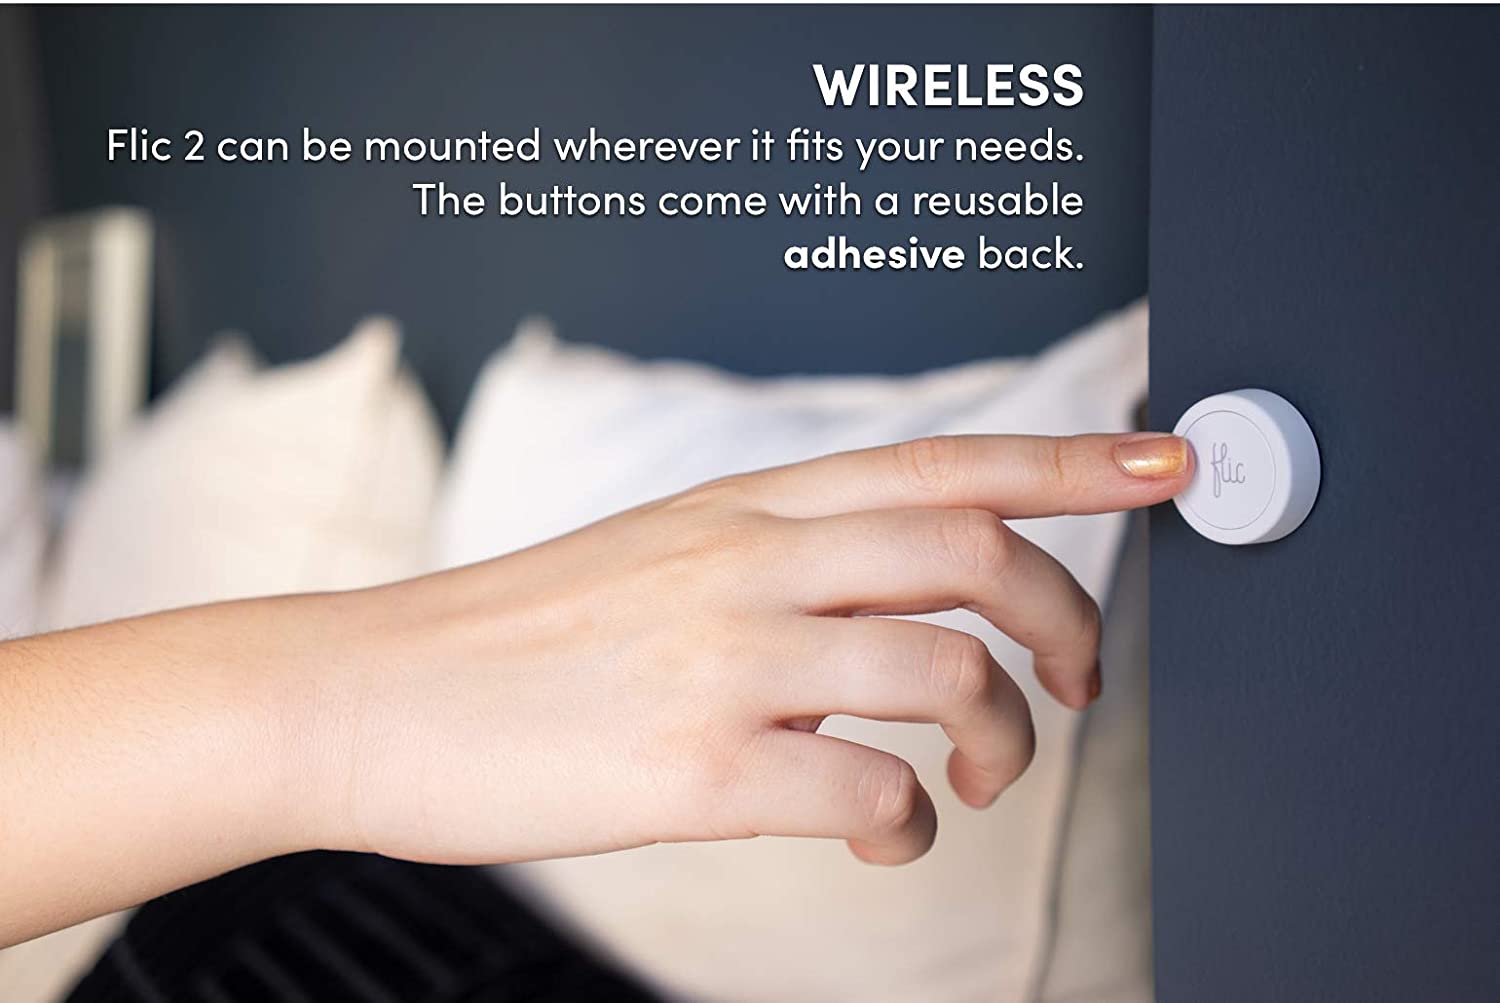 WIRELESS
Flic 2 can be mounted wherever it fits your needs.
The buttons come with a reusable
adhesive back.
flic